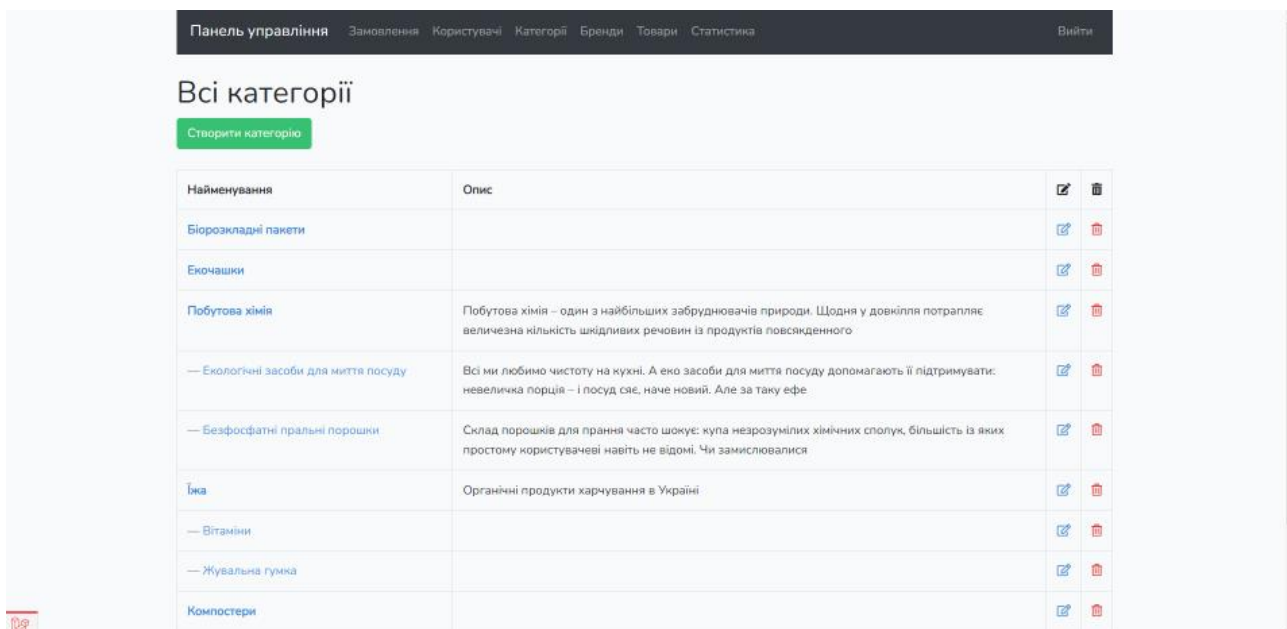 Панель управління Замовлення Користувачі Категорії Бренди Товари Статистика Вийти
Всі категорії
Створити категорію
Найменування Опис
Біорозкладні пакети
Екочашки
Побутова хімія Побутова хімія – один з найбільших забруднювачів природи. Щодня у довкілля потрапляє
величезна кількість шкідливих речовин із продуктів повсякденного
— Екологічні засоби для миття посуду Всі ми любимо чистоту на кухні. А еко засоби для миття посуду допомагають її підтримувати:
невеличка порція – і посуд сяє, наче новий. Але за таку ефе
— Безфосфатні пральні порошки Склад порошків для прання часто шокує: купа незрозумілих хімічних сполук, більшість із яких
простому користувачеві навіть не відомі. Чи замислювалися
Їжа Органічні продукти харчування в Україні
— Вітаміни
— Жувальна гумка
Компостери